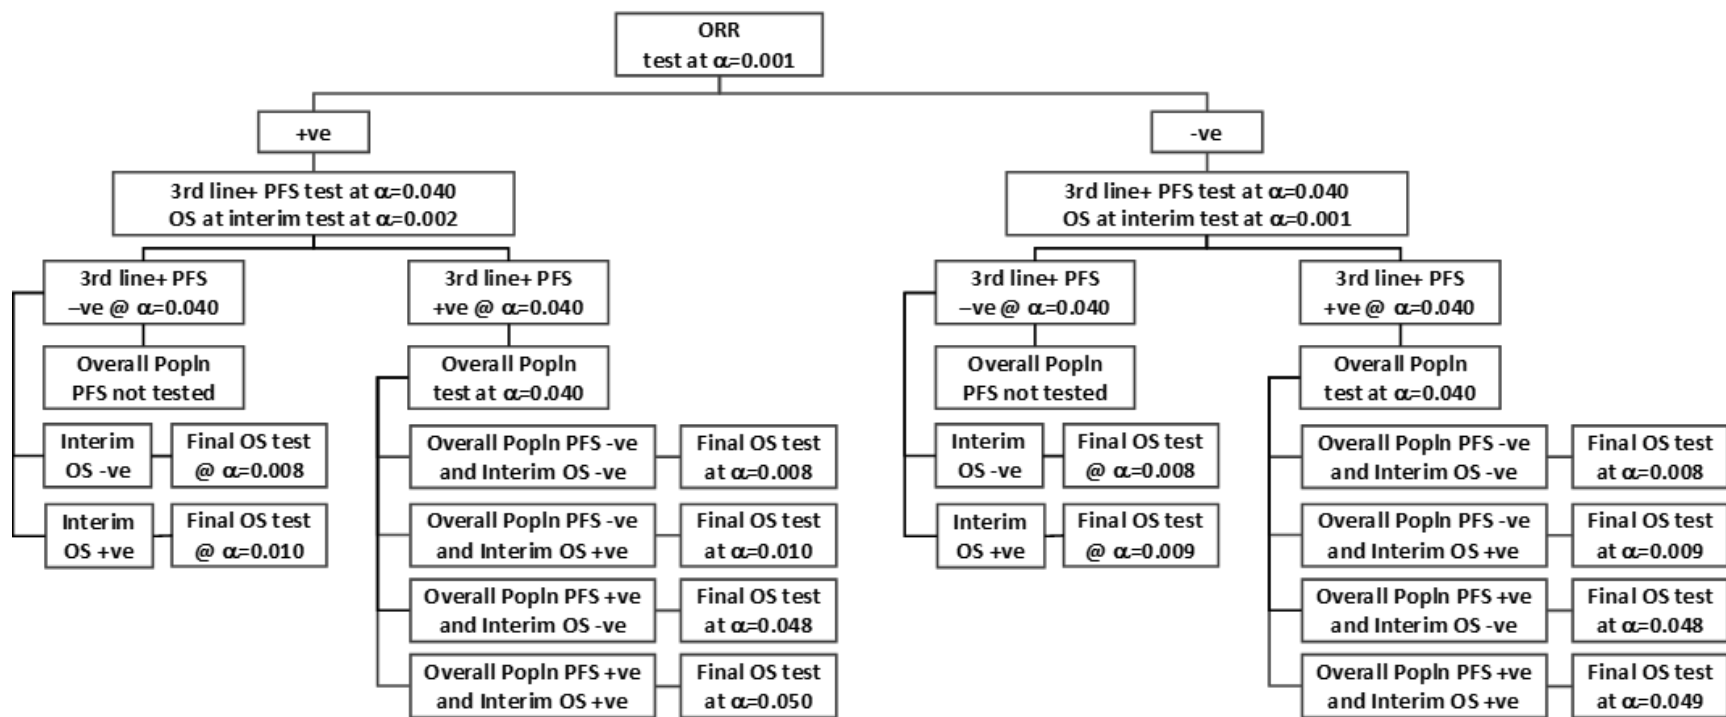 ORR
test at α=0.001
+ve
-ve
3rd line+ PFS test at α=0.040
OS at interim test at α=0.002
3rd line+ PFS test at α=0.040
OS at interim test at α=0.001
3rd line+ PFS
–ve @ α=0.040
3rd line+ PFS
+ve @ α=0.040
3rd line+ PFS
–ve @ α=0.040
3rd line+ PFS
+ve @ α=0.040
Overall Popln
PFS not tested
Overall Popln
test at α=0.040
Overall Popln
PFS not tested
Overall Popln
test at α=0.040
Interim
OS -ve
Final OS test
@ α=0.008
Overall Popln PFS -ve
and Interim OS -ve
Final OS test
at α=0.008
Interim
OS -ve
Final OS test
@ α=0.008
Overall Popln PFS -ve
and Interim OS -ve
Final OS test
at α=0.008
Interim
OS +ve
Final OS test
@ α=0.010
Overall Popln PFS -ve
and Interim OS +ve
Final OS test
at α=0.010
Interim
OS +ve
Final OS test
@ α=0.009
Overall Popln PFS -ve
and Interim OS +ve
Final OS test
at α=0.009
Overall Popln PFS +ve
and Interim OS -ve
Final OS test
at α=0.048
Overall Popln PFS +ve
and Interim OS -ve
Final OS test
at α=0.048
Overall Popln PFS +ve
and Interim OS +ve
Final OS test
at α=0.050
Overall Popln PFS +ve
and Interim OS +ve
Final OS test
at α=0.049